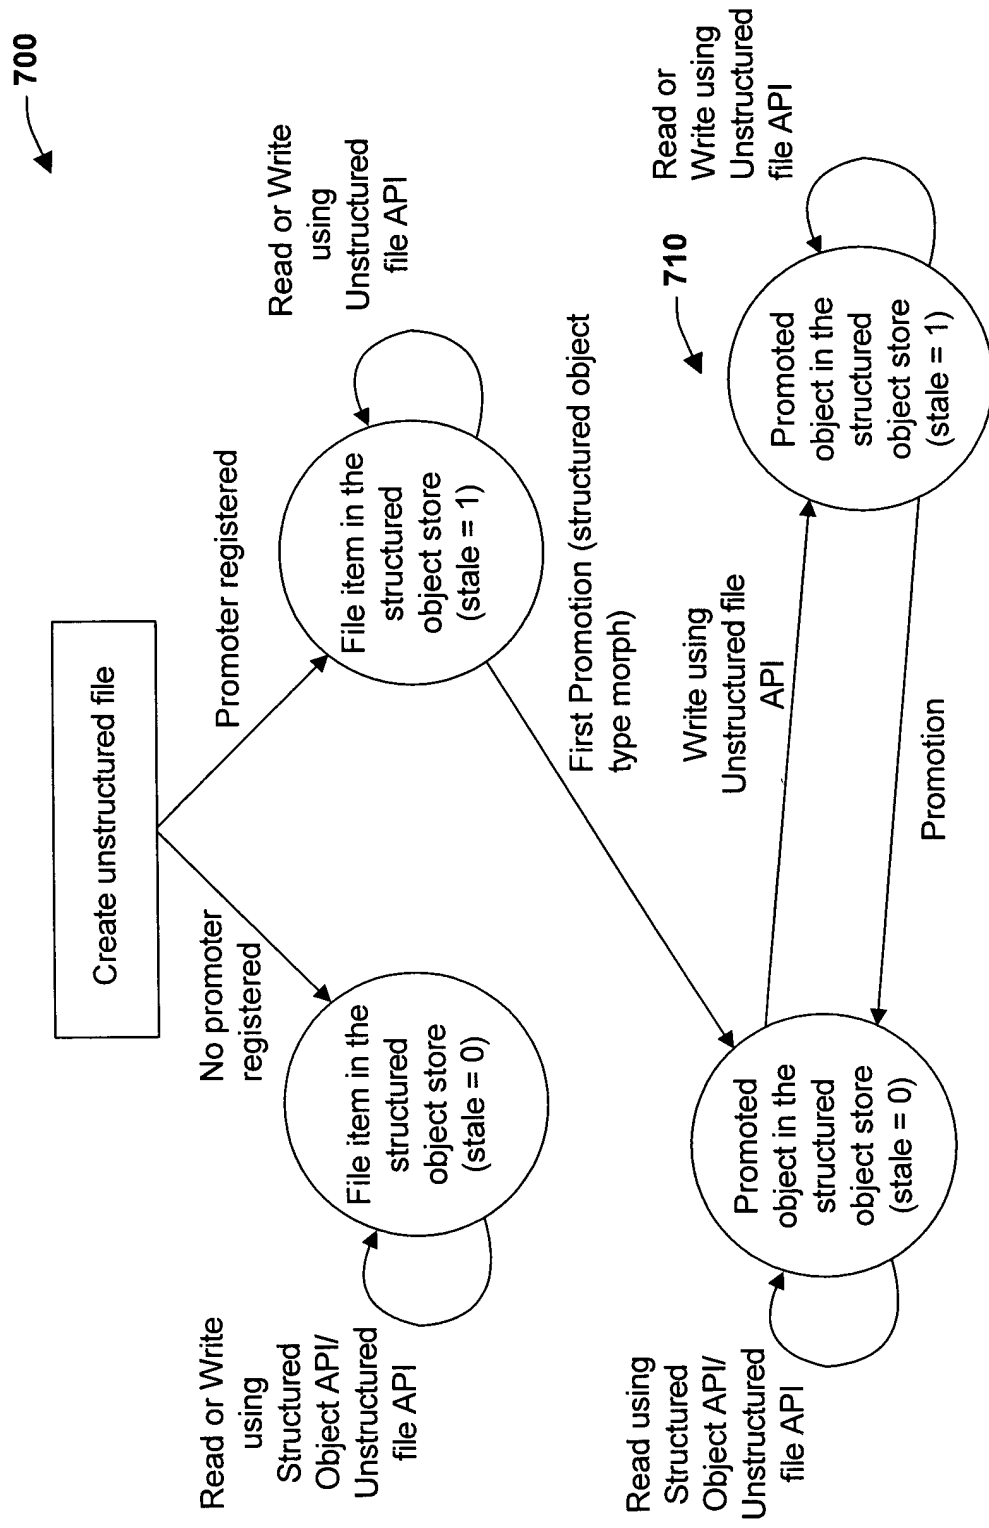 700
Create unstructured file
No promoter
registered
Promoter registered
Read or Write
using
Structured
Object API/
Unstructured
file API
File item in the
structured
object store
(stale = 0)
File item in the
structured
object store
(stale = 1)
Read or Write
using
Unstructured
file API
First Promotion (structured object
type morph)
710
Read using
Structured
Object API/
Unstructured
file API
Promoted
object in the
structured
object store
(stale = 0)
Write using
Unstructured file
API
Promotion
Promoted
object in the
structured
object store
(stale = 1)
Read or
Write using
Unstructured
file API